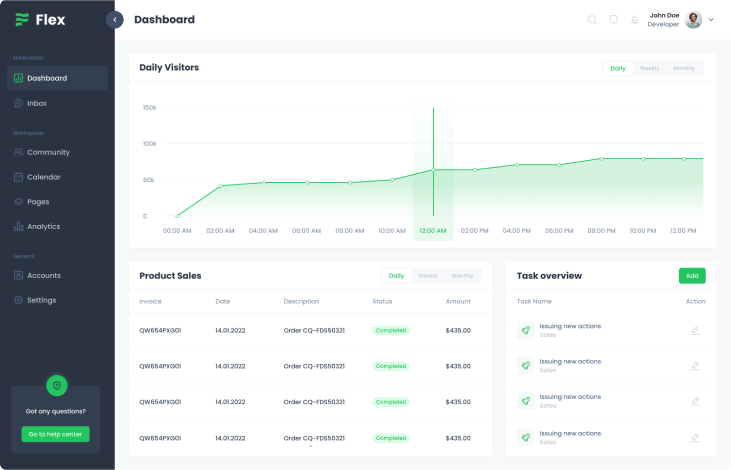 Flex
Dashboard
John Doe
Developer
MAIN MENU
Dashboard
Inbox
Workspace
Community
Calendar
Pages
Analytics
General
Accounts
Settings
Got any questions?
Go to help center
Daily Visitors
Daily Weekly Monthly
150k
100k
50k
0
00:00 AM 02:00 AM 04:00 AM 06:00 AM 08:00 AM 10:00 AM 12:00 AM 02:00 PM 04:00 PM 06:00 PM 08:00 PM 10:00 PM 12:00 PM
Product Sales
Daily Weekly Monthly
Invoice Date Description Status Amount
QW654PXG01 14.01.2022 Order CQ-FDS50321 Completed $435.00
QW654PXG01 14.01.2022 Order CQ-FDS50321 Completed $435.00
QW654PXG01 14.01.2022 Order CQ-FDS50321 Completed $435.00
QW654PXG01 14.01.2022 Order CQ-FDS50321 Completed $435.00
Task overview
Add
Task Name Action
Issuing new actions
Sales
Issuing new actions
Sales
Issuing new actions
Sales
Issuing new actions
Sales